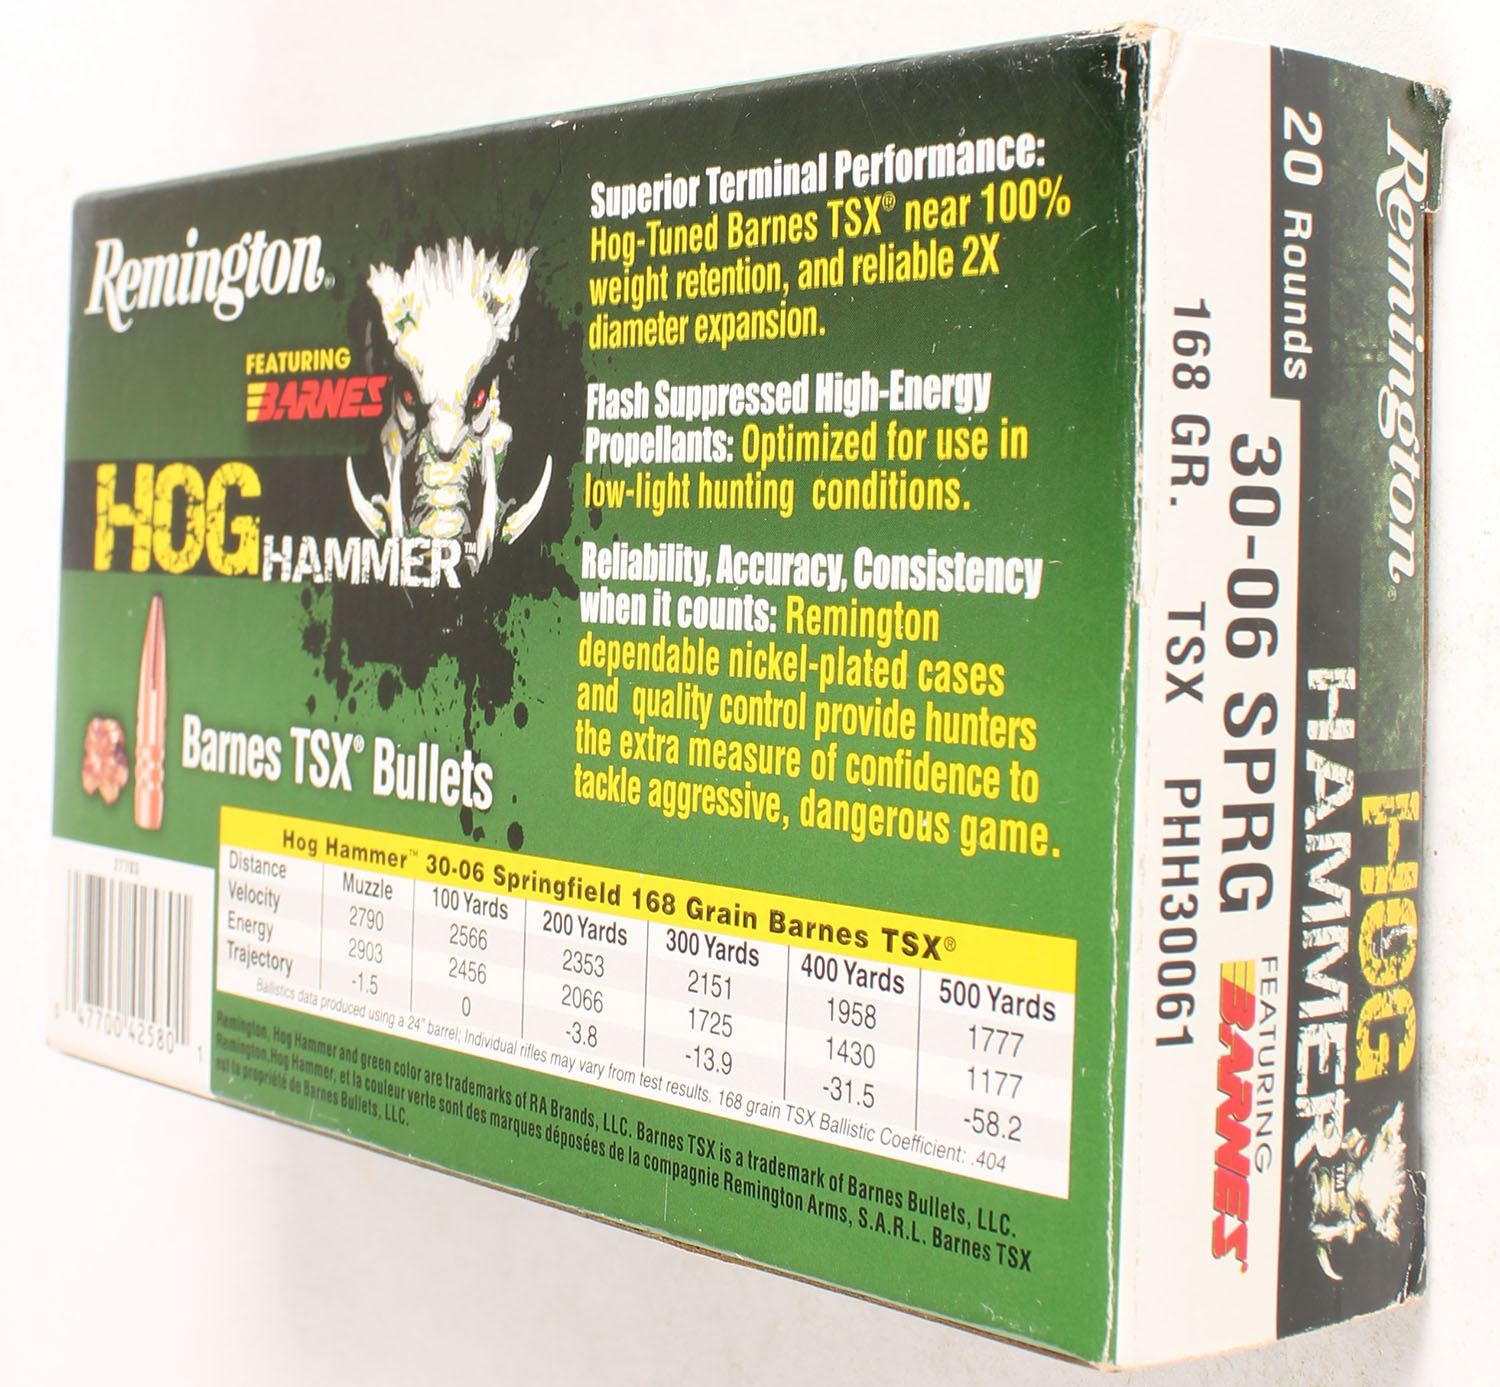 Remington®
FEATURING
BARNES
HOG
HAMMER™
Barnes TSX® Bullets
Superior Terminal Performance:
Hog-Tuned Barnes TSX® near 100%
weight retention, and reliable 2X
diameter expansion.
Flash Suppressed High-Energy
Propellants: Optimized for use in
low-light hunting conditions.
Reliability, Accuracy, Consistency
when it counts: Remington
dependable nickel-plated cases
and quality control provide hunters
the extra measure of confidence to
tackle aggressive, dangerous game.
27783
0 47700 42580 1
Hog Hammer™ 30-06 Springfield 168 Grain Barnes TSX®
Distance Muzzle 100 Yards 200 Yards 300 Yards 400 Yards 500 Yards
Velocity 2790 2566 2353 2151 1958 1777
Energy 2903 2456 2066 1725 1430 1177
Trajectory -1.5 0 -3.8 -13.9 -31.5 -58.2
Ballistics data produced using a 24" barrel; Individual rifles may vary from test results. 168 grain TSX Ballistic Coefficient: .404
Remington, Hog Hammer and green color are trademarks of RA Brands, LLC. Barnes TSX is a trademark of Barnes Bullets, LLC.
Remington,Hog Hammer, et la couleur verte sont des marques déposées de la compagnie Remington Arms, S.A.R.L. Barnes TSX
est la propriété de Barnes Bullets, LLC.
Remington®
HOG
HAMMER™
20 Rounds
30-06 SPRG
FEATURING
BARNES
168 GR. TSX PHH30061